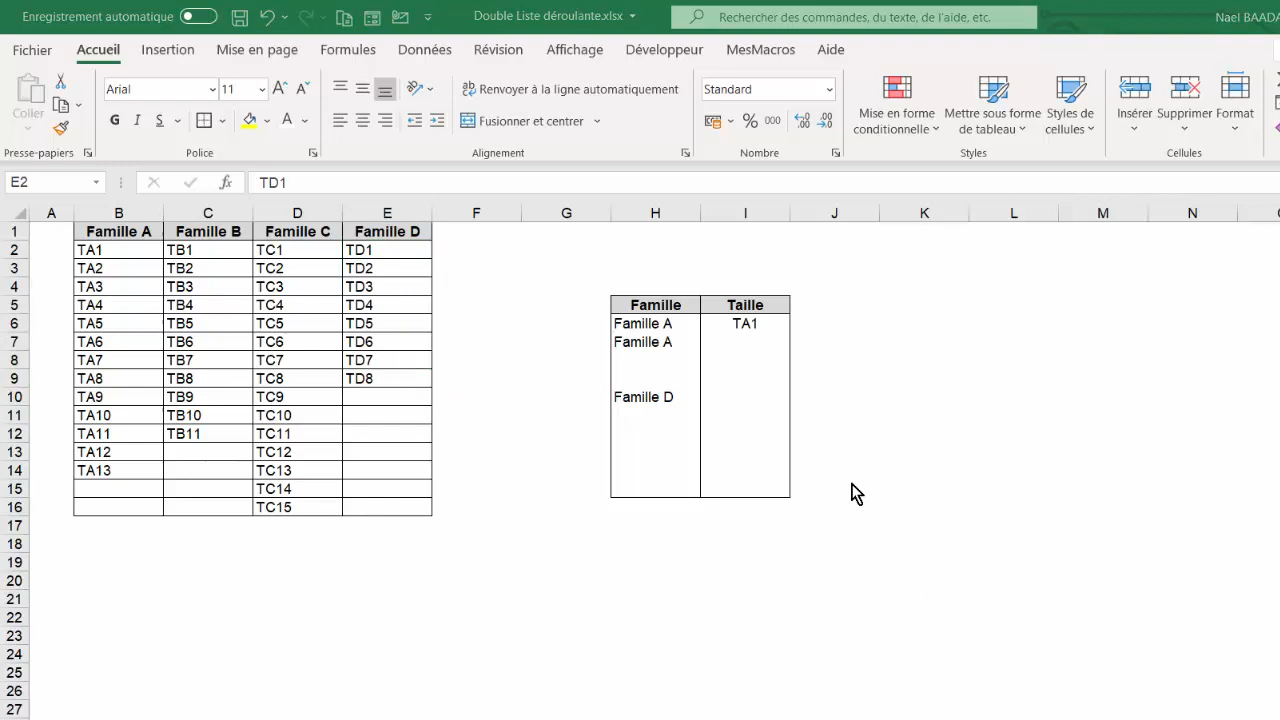 Enregistrement automatique
Double Liste déroulante.xlsx
Rechercher des commandes, du texte, de l'aide, etc.
Nael BAADA
Fichier Accueil Insertion Mise en page Formules Données Révision Affichage Développeur MesMacros Aide
Coller
Arial 11
Renvoyer à la ligne automatiquement
Standard
G I S
Fusionner et centrer
% 000
Mise en forme conditionnelle
Mettre sous forme de tableau
Styles de cellules
Insérer Supprimer Format
Presse-papiers Police Alignement Nombre Styles Cellules
E2 fx TD1
A B C D E F G H I J K L M N
1 Famille A Famille B Famille C Famille D
2 TA1 TB1 TC1 TD1
3 TA2 TB2 TC2 TD2
4 TA3 TB3 TC3 TD3
5 TA4 TB4 TC4 TD4 Famille Taille
6 TA5 TB5 TC5 TD5 Famille A TA1
7 TA6 TB6 TC6 TD6 Famille A
8 TA7 TB7 TC7 TD7
9 TA8 TB8 TC8 TD8
10 TA9 TB9 TC9 Famille D
11 TA10 TB10 TC10
12 TA11 TB11 TC11
13 TA12 TC12
14 TA13 TC13
15 TC14
16 TC15
17
18
19
20
21
22
23
24
25
26
27